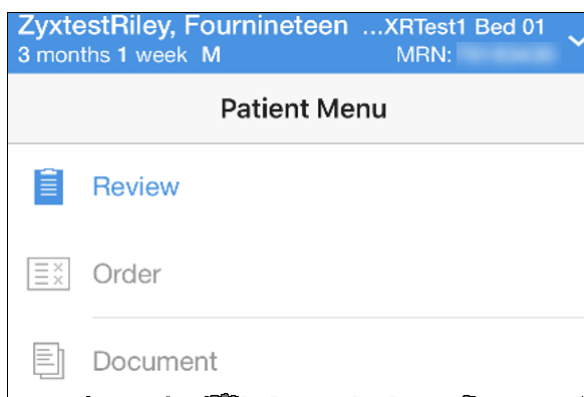 ZyxtestRiley, Fournineteen ...XRTest1 Bed 01
3 months 1 week M MRN:
Patient Menu
Review
Order
Document